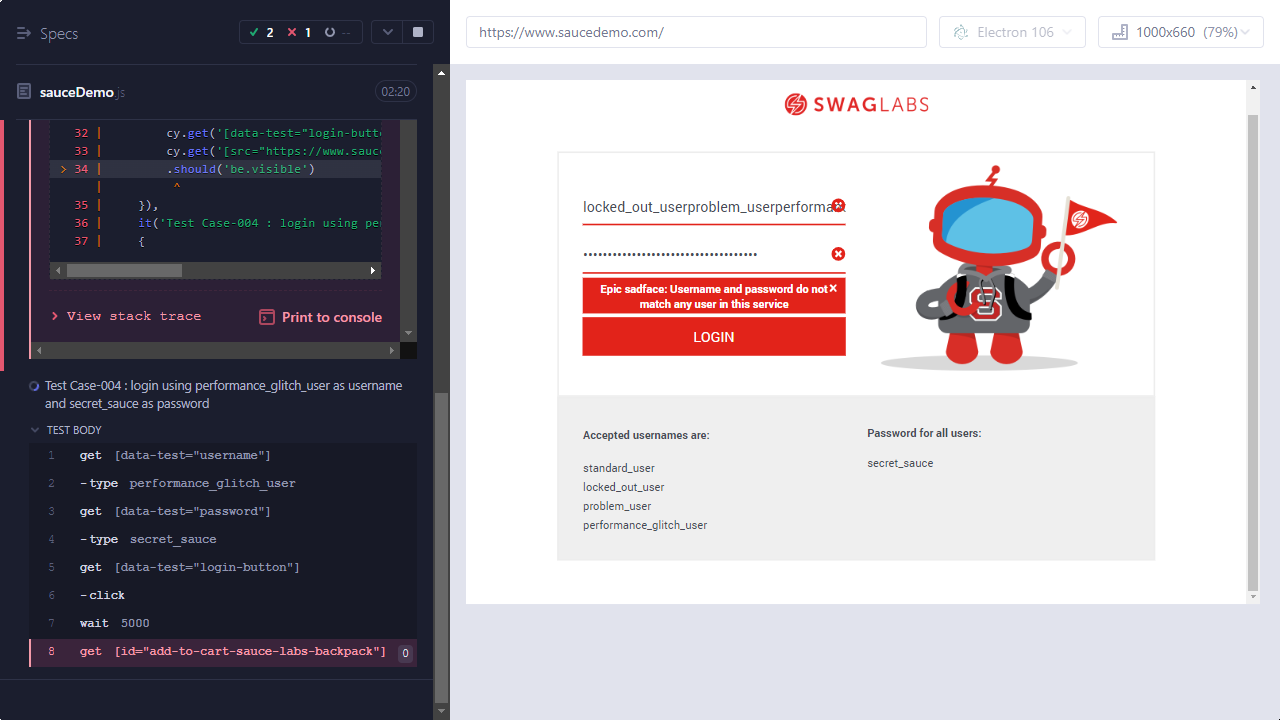 Specs
2
1
--
sauceDemo.js
02:20
32 | cy.get('[data-test="login-butt
33 | cy.get('[src="https://www.sauc
> 34 | .should('be.visible')
| ^
35 | }),
36 | it('Test Case-004 : login using pe
37 | {
> View stack trace
Print to console
Test Case-004 : login using performance_glitch_user as username
and secret_sauce as password
TEST BODY
1 get [data-test="username"]
2 -type performance_glitch_user
3 get [data-test="password"]
4 -type secret_sauce
5 get [data-test="login-button"]
6 -click
7 wait 5000
8 get [id="add-to-cart-sauce-labs-backpack"] 0
https://www.saucedemo.com/
Electron 106
1000x660 (79%)
SWAGLABS
locked_out_userproblem_userperforma
••••••••••••••••••••••••••••••••••
Epic sadface: Username and password do not
match any user in this service
LOGIN
S
Accepted usernames are:
standard_user
locked_out_user
problem_user
performance_glitch_user
Password for all users:
secret_sauce